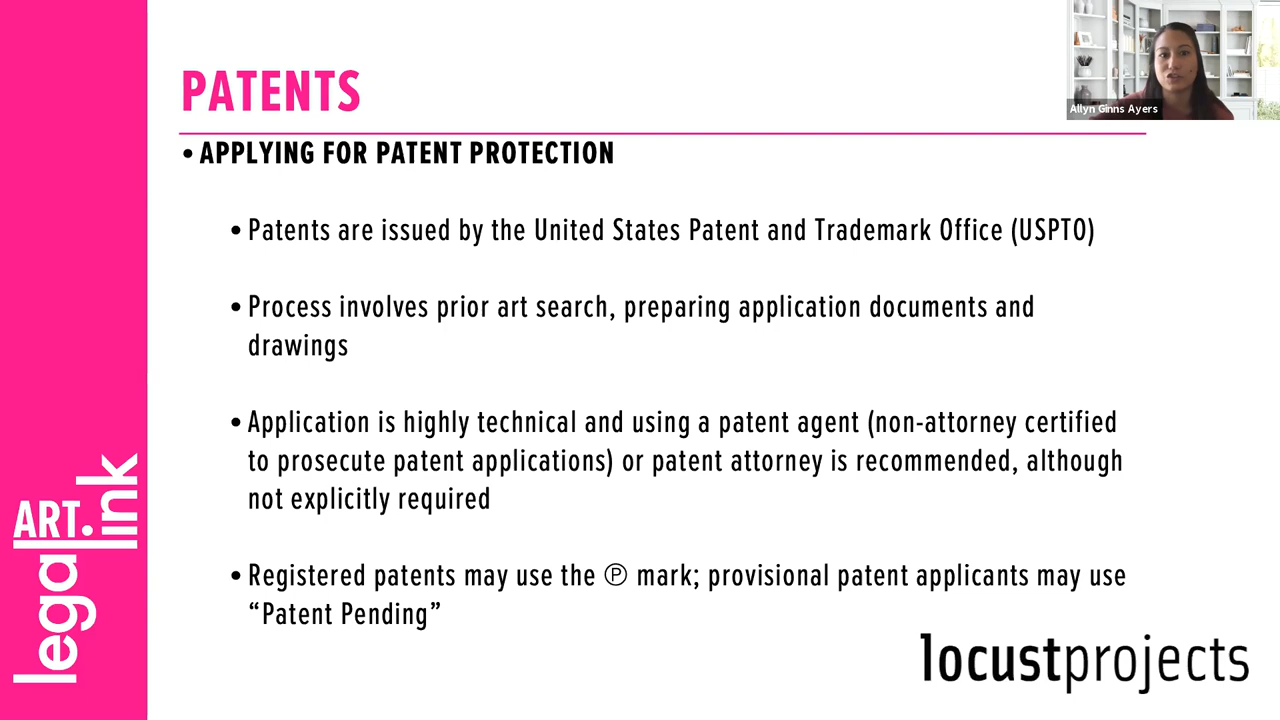 PATENTS
Allyn Ginns Ayers
• APPLYING FOR PATENT PROTECTION
• Patents are issued by the United States Patent and Trademark Office (USPTO)
• Process involves prior art search, preparing application documents and
drawings
• Application is highly technical and using a patent agent (non-attorney certified
to prosecute patent applications) or patent attorney is recommended, although
not explicitly required
• Registered patents may use the Ⓟ mark; provisional patent applicants may use
“Patent Pending”
legal
ART.
link
locustprojects